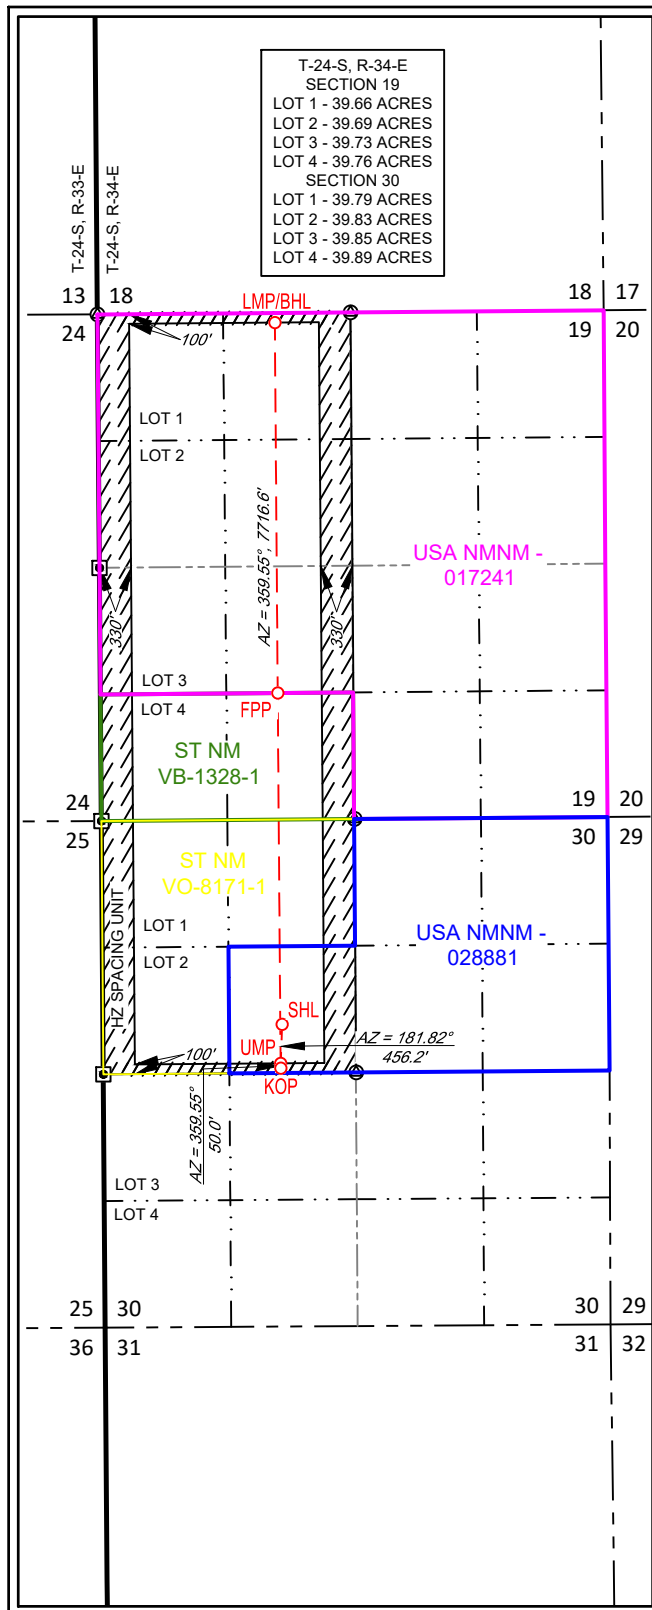 T-24-S, R-34-E
SECTION 19
LOT 1 - 39.66 ACRES
LOT 2 - 39.69 ACRES
LOT 3 - 39.73 ACRES
LOT 4 - 39.76 ACRES
SECTION 30
LOT 1 - 39.79 ACRES
LOT 2 - 39.83 ACRES
LOT 3 - 39.85 ACRES
LOT 4 - 39.89 ACRES
T-24-S, R-33-E
T-24-S, R-34-E
13 18
LMP/BHL
18 17
24
19 20
100'
LOT 1
LOT 2
AZ = 359.55°, 7716.6'
USA NMNM -
017241
330'
330'
LOT 3
LOT 4
FPP
ST NM
VB-1328-1
24
19 20
25
30 29
ST NM
VO-8171-1
HZ SPACING UNIT
LOT 1
LOT 2
USA NMNM -
028881
SHL
UMP
AZ = 181.82°
456.2'
100'
KOP
AZ = 359.55°
50.0'
LOT 3
LOT 4
25 30
30 29
36 31
31 32